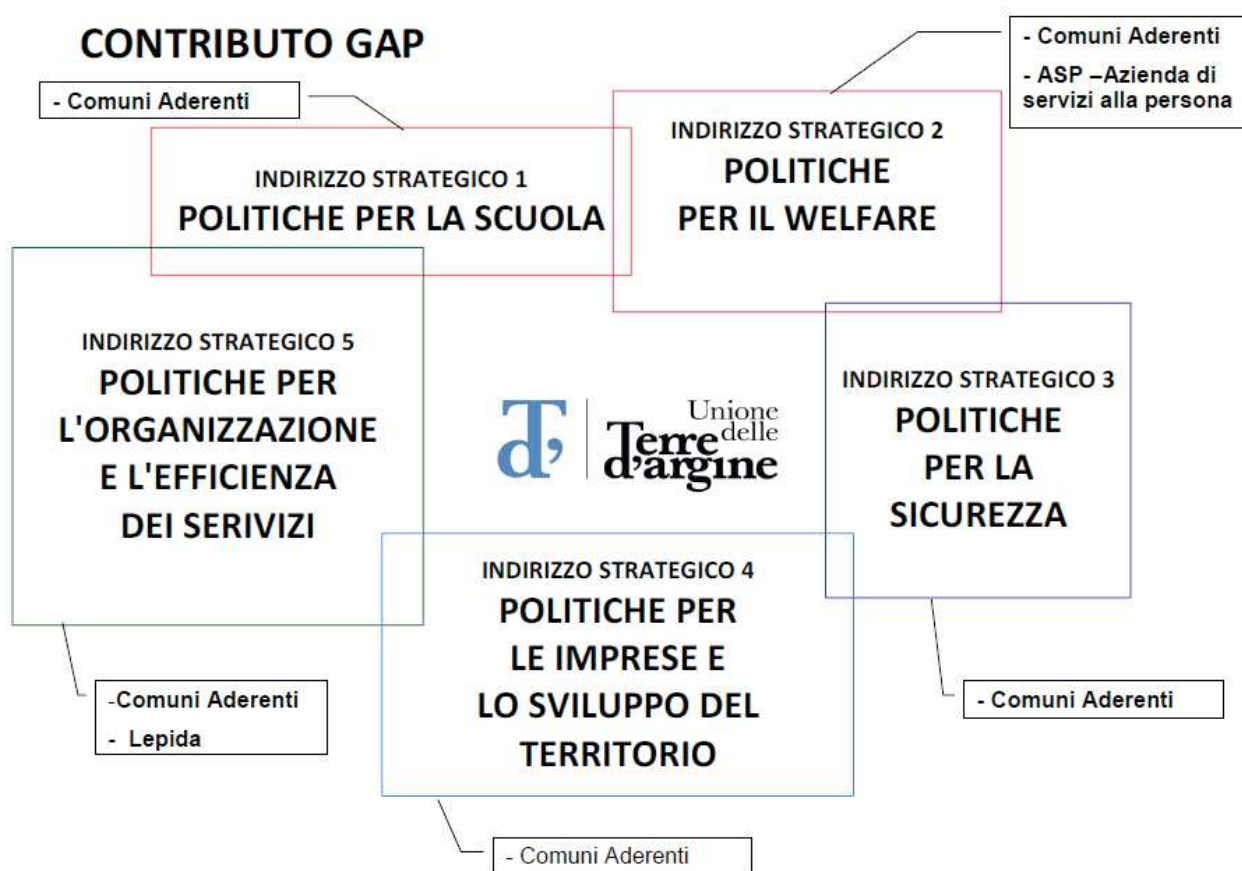 CONTRIBUTO GAP
- Comuni Aderenti
- Comuni Aderenti
- ASP –Azienda di
servizi alla persona
INDIRIZZO STRATEGICO 1
POLITICHE PER LA SCUOLA
INDIRIZZO STRATEGICO 2
POLITICHE
PER IL WELFARE
INDIRIZZO STRATEGICO 5
POLITICHE PER
L'ORGANIZZAZIONE
E L'EFFICIENZA
DEI SERIVIZI
Td'
Unione
delle
Terre
d'argine
INDIRIZZO STRATEGICO 3
POLITICHE
PER LA
SICUREZZA
INDIRIZZO STRATEGICO 4
POLITICHE PER
LE IMPRESE E
LO SVILUPPO DEL
TERRITORIO
-Comuni Aderenti
- Lepida
- Comuni Aderenti
- Comuni Aderenti